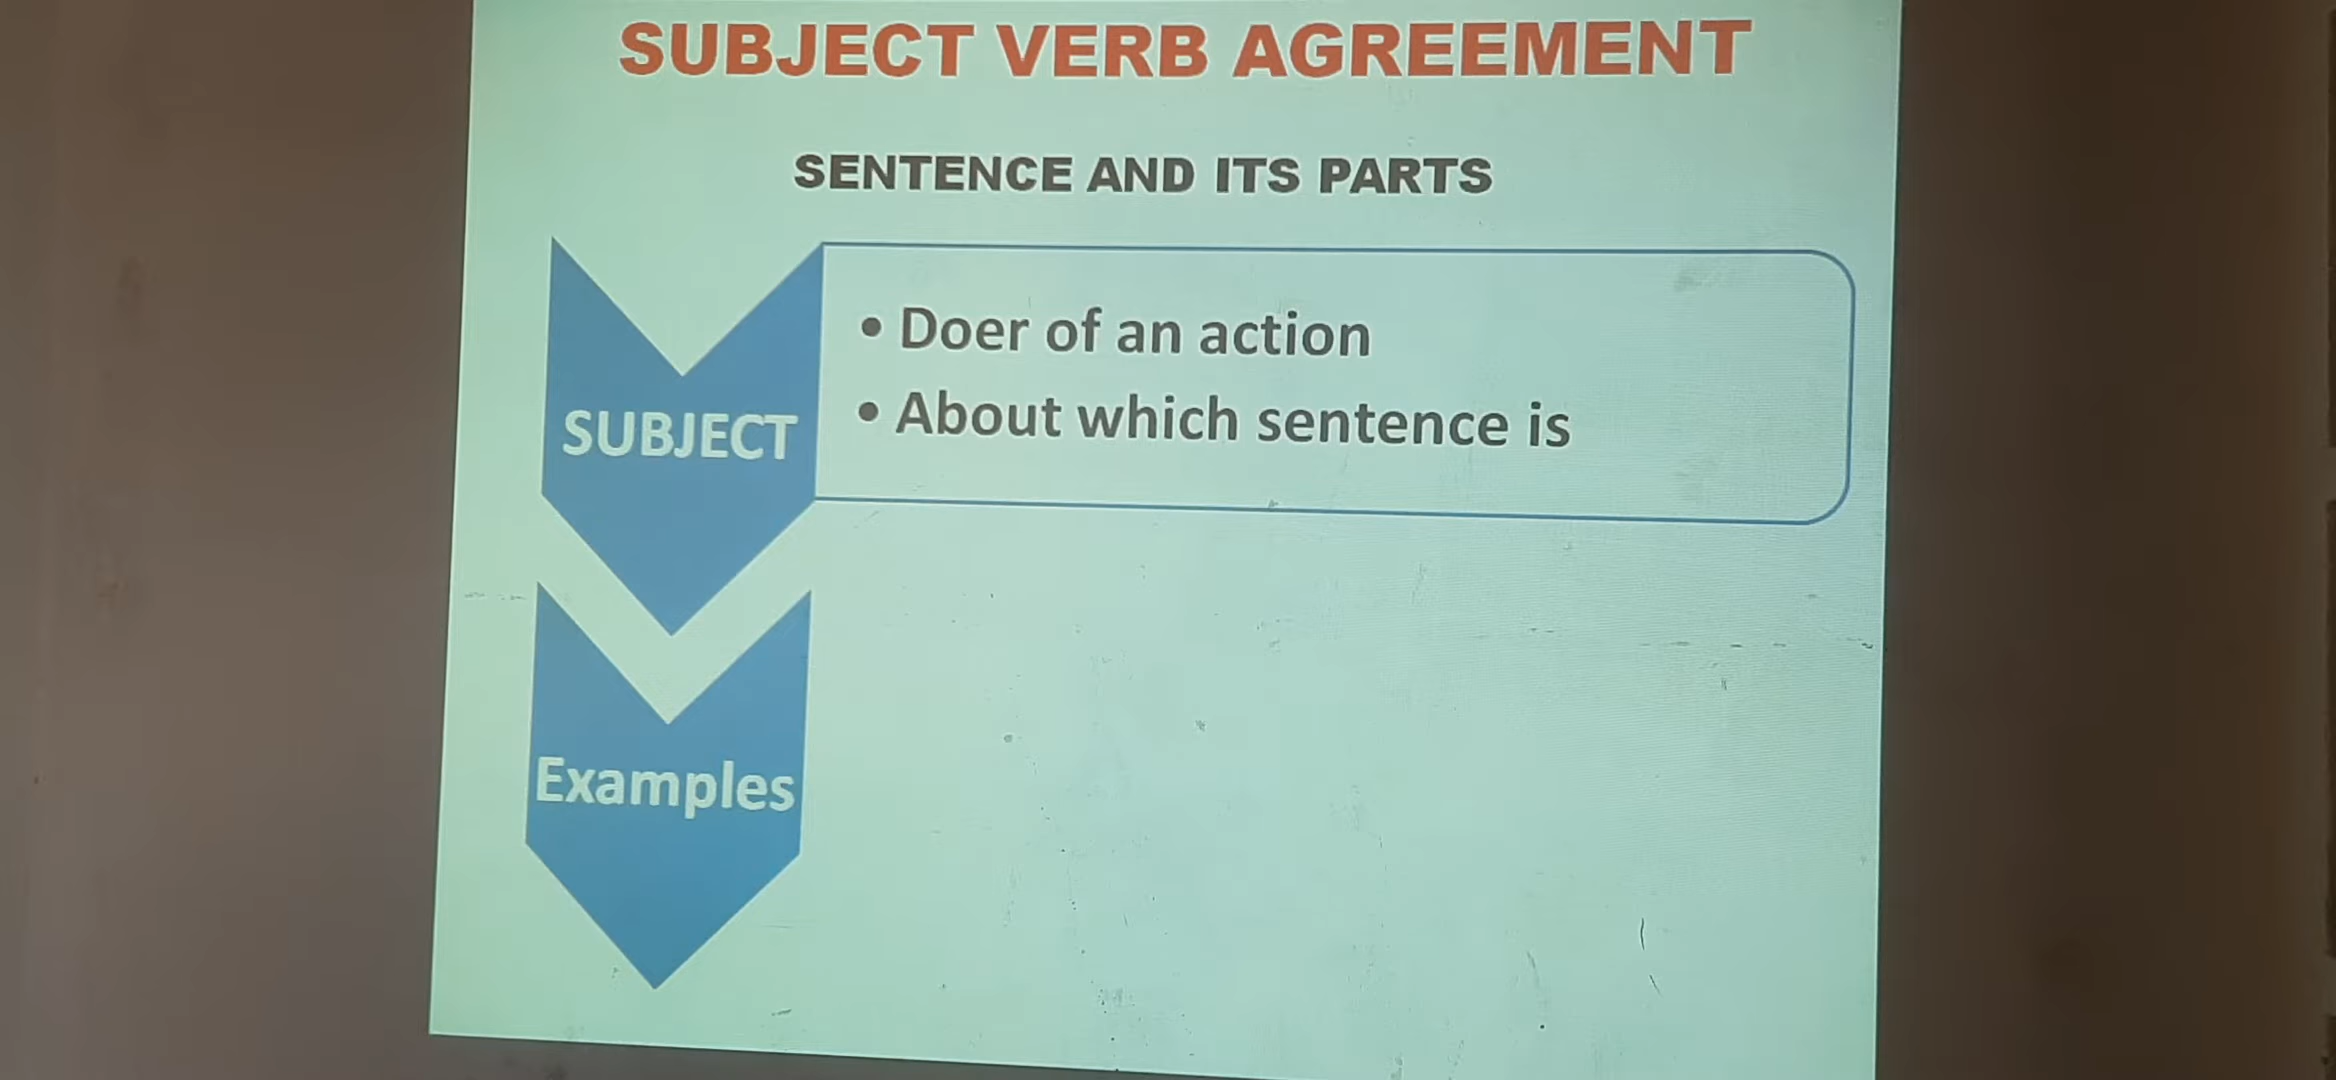 SUBJECT VERB AGREEMENT
SENTENCE AND ITS PARTS
SUBJECT
• Doer of an action
• About which sentence is
Examples